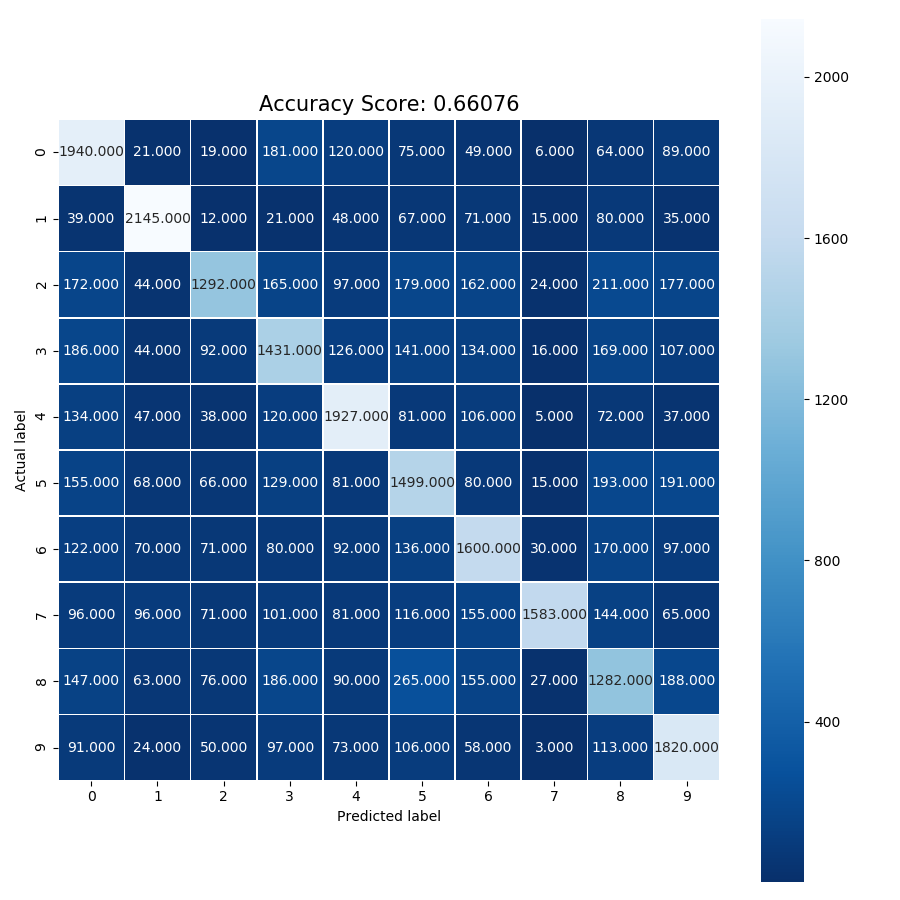 Accuracy Score: 0.66076
0 1940.000 21.000 19.000 181.000 120.000 75.000 49.000 6.000 64.000 89.000
2000
1 39.000 2145.000 12.000 21.000 48.000 67.000 71.000 15.000 80.000 35.000
1600
2 172.000 44.000 1292.000 165.000 97.000 179.000 162.000 24.000 211.000 177.000
3 186.000 44.000 92.000 1431.000 126.000 141.000 134.000 16.000 169.000 107.000
1200
4 134.000 47.000 38.000 120.000 1927.000 81.000 106.000 5.000 72.000 37.000
Actual label
5 155.000 68.000 66.000 129.000 81.000 1499.000 80.000 15.000 193.000 191.000
6 122.000 70.000 71.000 80.000 92.000 136.000 1600.000 30.000 170.000 97.000
800
7 96.000 96.000 71.000 101.000 81.000 116.000 155.000 1583.000 144.000 65.000
8 147.000 63.000 76.000 186.000 90.000 265.000 155.000 27.000 1282.000 188.000
400
9 91.000 24.000 50.000 97.000 73.000 106.000 58.000 3.000 113.000 1820.000
0 1 2 3 4 5 6 7 8 9
Predicted label